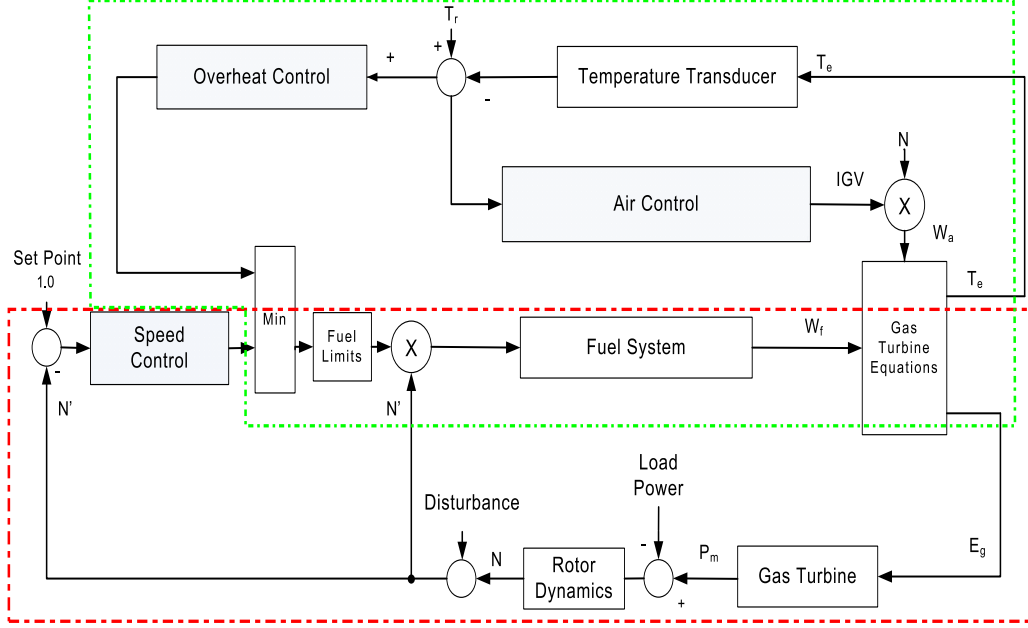 Tr
+
+
-
Overheat Control
Temperature Transducer
Te
N
IGV
Air Control
X
Wa
Te
Set Point
1.0
Min
-
Speed
Control
Fuel
Limits
X
Fuel System
Wf
Gas
Turbine
Equations
N'
N'
Load
Power
Disturbance
-
N
Rotor
Dynamics
Pm
+
Gas Turbine
Eg